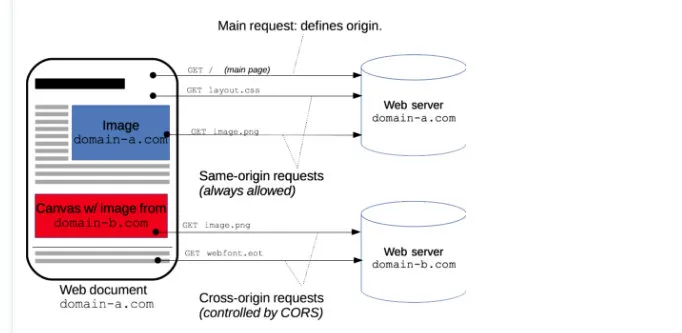 Main request: defines origin.
GET / (main page)
GET layout.css
Image
domain-a.com
GET image.png
Web server
domain-a.com
Same-origin requests
(always allowed)
Canvas w/ image from
domain-b.com
GET image.png
GET webfont.eot
Web server
domain-b.com
Web document
domain-a.com
Cross-origin requests
(controlled by CORS)